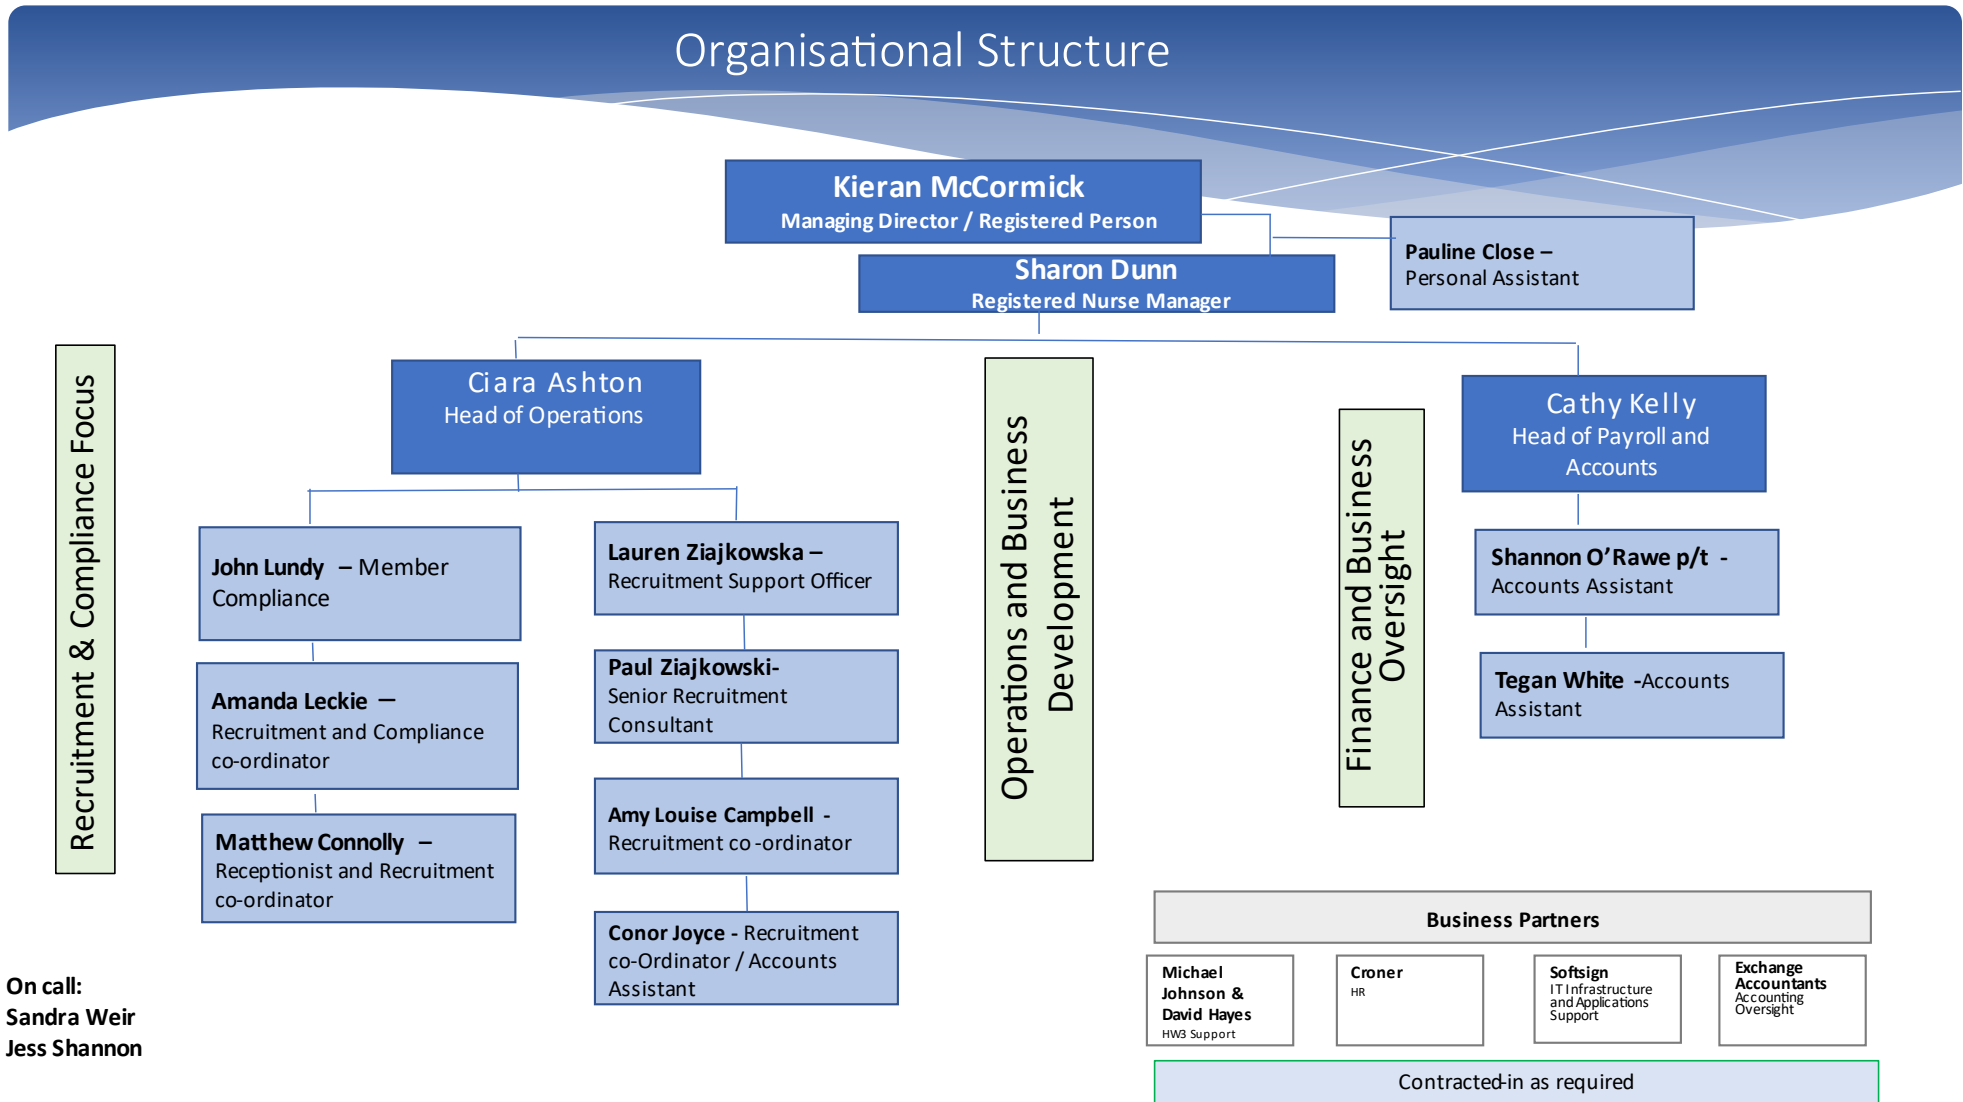 Organisational Structure
Kieran McCormick
Managing Director / Registered Person
Sharon Dunn
Registered Nurse Manager
Pauline Close –
Personal Assistant
Recruitment & Compliance Focus
Ciara Ashton
Head of Operations
John Lundy – Member
Compliance
Amanda Leckie –
Recruitment and Compliance
co-ordinator
Matthew Connolly –
Receptionist and Recruitment
co-ordinator
Lauren Ziajkowska –
Recruitment Support Officer
Paul Ziajkowski-
Senior Recruitment
Consultant
Amy Louise Campbell -
Recruitment co-ordinator
Conor Joyce - Recruitment
co-Ordinator / Accounts
Assistant
Operations and Business
Development
Finance and Business
Oversight
Cathy Kelly
Head of Payroll and
Accounts
Shannon O’Rawe p/t -
Accounts Assistant
Tegan White -Accounts
Assistant
On call:
Sandra Weir
Jess Shannon
Business Partners
Michael
Johnson &
David Hayes
HW3 Support
Croner
HR
Softsign
IT Infrastructure
and Applications
Support
Exchange
Accountants
Accounting
Oversight
Contracted-in as required